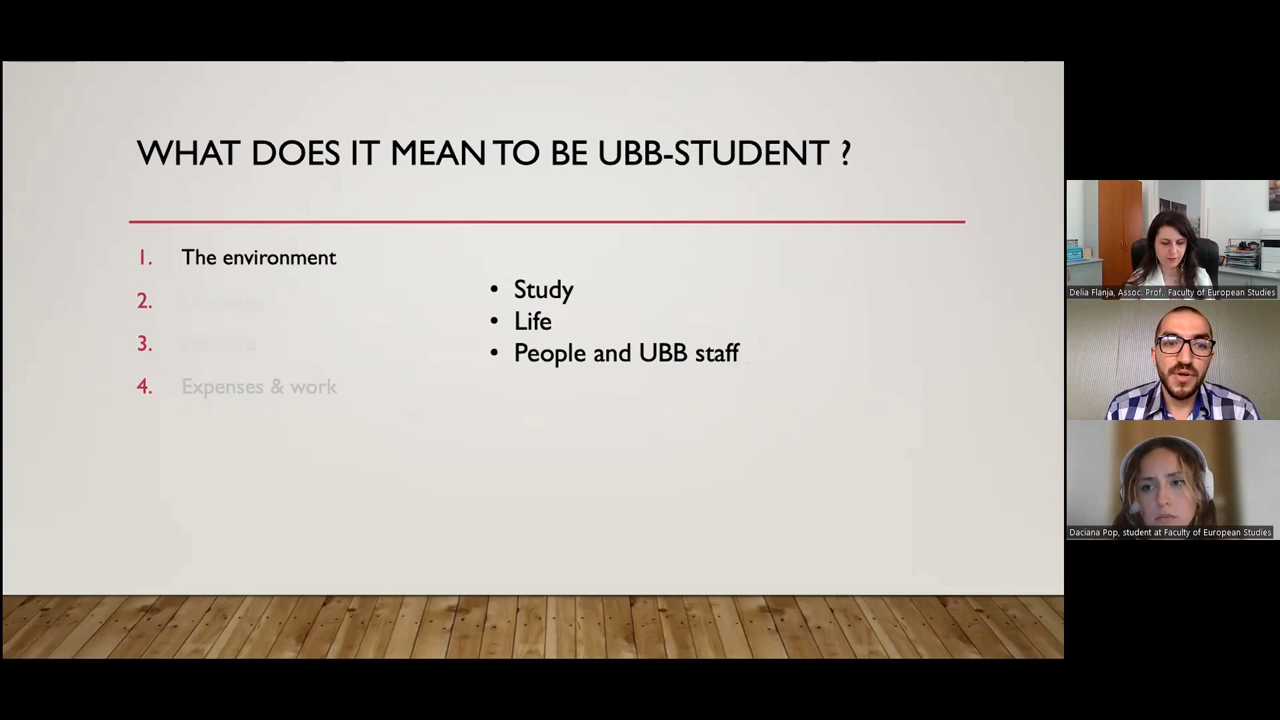 WHAT DOES IT MEAN TO BE UBB-STUDENT ?
1. The environment
2.
3.
4. Expenses & work
• Study
• Life
• People and UBB staff
Delia Flanja, Assoc. Prof., Faculty of European Studies
Daciana Pop, student at Faculty of European Studies